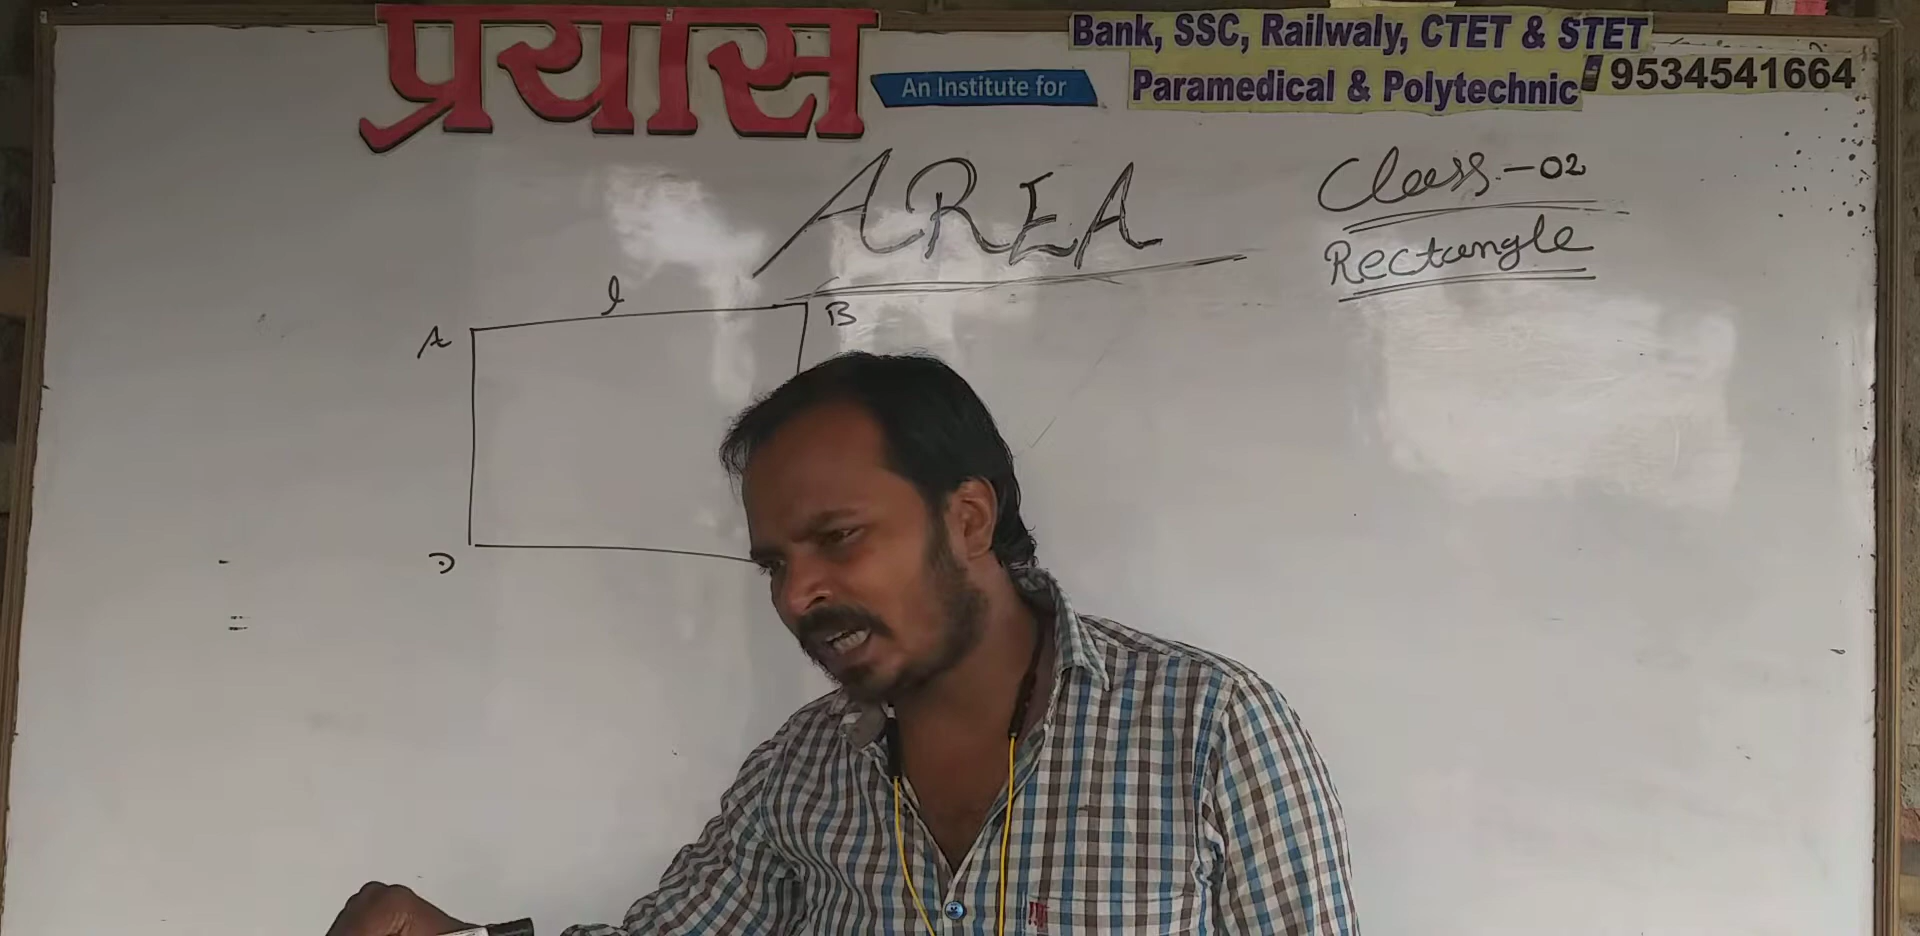 प्रयास
An Institute for
Bank, SSC, Railwaly, CTET & STET
Paramedical & Polytechnic
9534541664
AREA
Class - 02
Rectangle
l
A
B
D